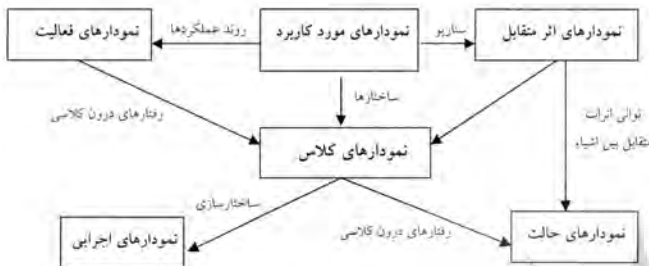 نمودارهای اثر متقابل
سناریو
نمودارهای مورد کاربرد
روند عملکردها
نمودارهای فعالیت
ساختارها
رفتارهای درون کلاسی
توالی اثرات
متقابل بین اشیاء
نمودارهای کلاس
ساختارسازی
رفتارهای درون کلاسی
نمودارهای حالت
نمودارهای اجرایی